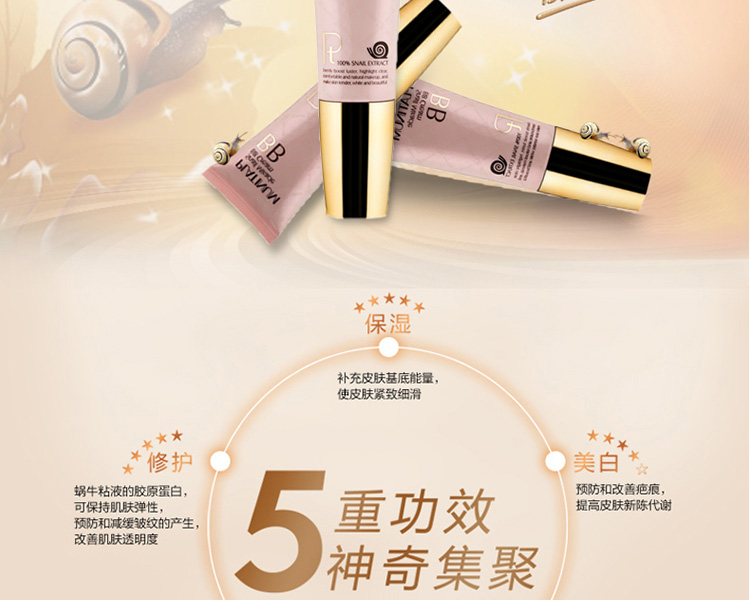 100% SNAIL EXTRACT
BB
PLATINUM
BB
保湿
补充皮肤基底能量，
使皮肤紧致细滑
修护
蜗牛粘液的胶原蛋白，
可保持肌肤弹性，
预防和减缓皱纹的产生，
改善肌肤透明度
美白
预防和改善疤痕，
提高皮肤新陈代谢
5重功效
神奇集聚